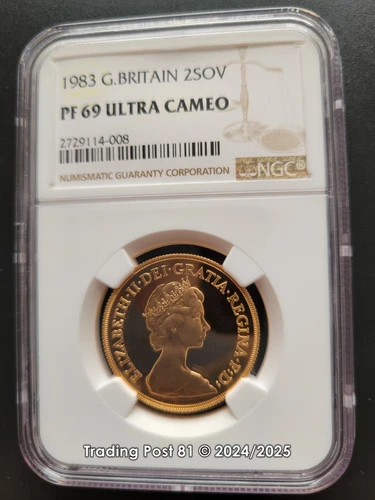 1983 G.BRITAIN 2SOV
PF 69 ULTRA CAMEO
2729114-008
NUMISMATIC GUARANTY CORPORATION
NGC®
ELIZABETH·II·DEI·GRATIA·REGINA·F:D:
Trading Post 81 © 2024/2025